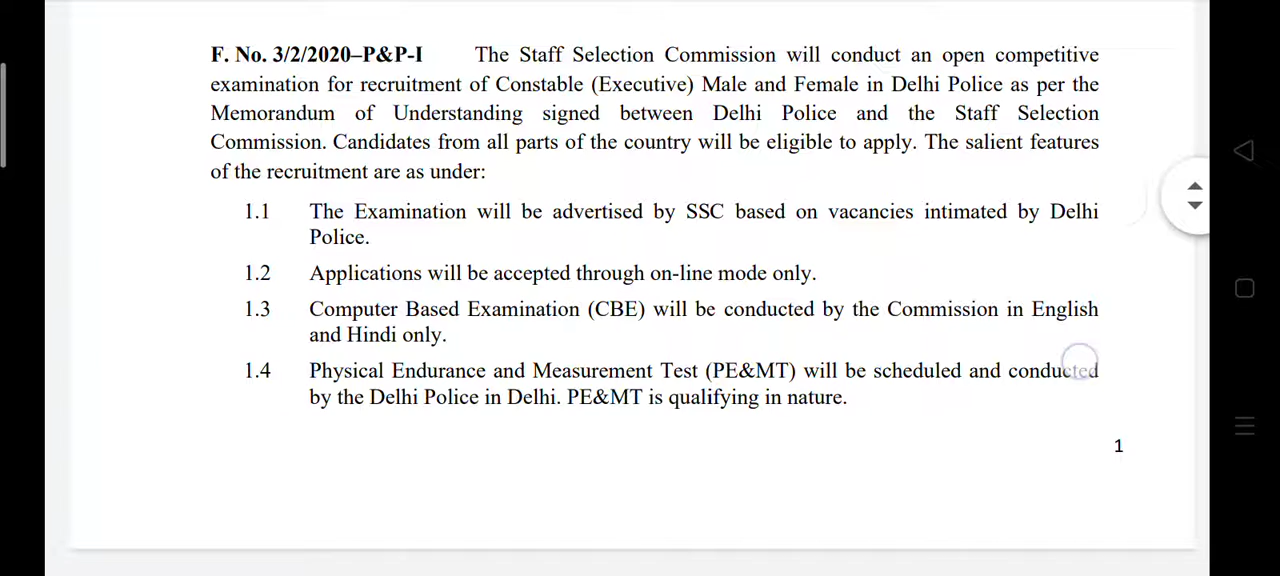 F. No. 3/2/2020–P&P-I The Staff Selection Commission will conduct an open competitive
examination for recruitment of Constable (Executive) Male and Female in Delhi Police as per the
Memorandum of Understanding signed between Delhi Police and the Staff Selection
Commission. Candidates from all parts of the country will be eligible to apply. The salient features
of the recruitment are as under:
1.1 The Examination will be advertised by SSC based on vacancies intimated by Delhi
Police.
1.2 Applications will be accepted through on-line mode only.
1.3 Computer Based Examination (CBE) will be conducted by the Commission in English
and Hindi only.
1.4 Physical Endurance and Measurement Test (PE&MT) will be scheduled and conducted
by the Delhi Police in Delhi. PE&MT is qualifying in nature.
1